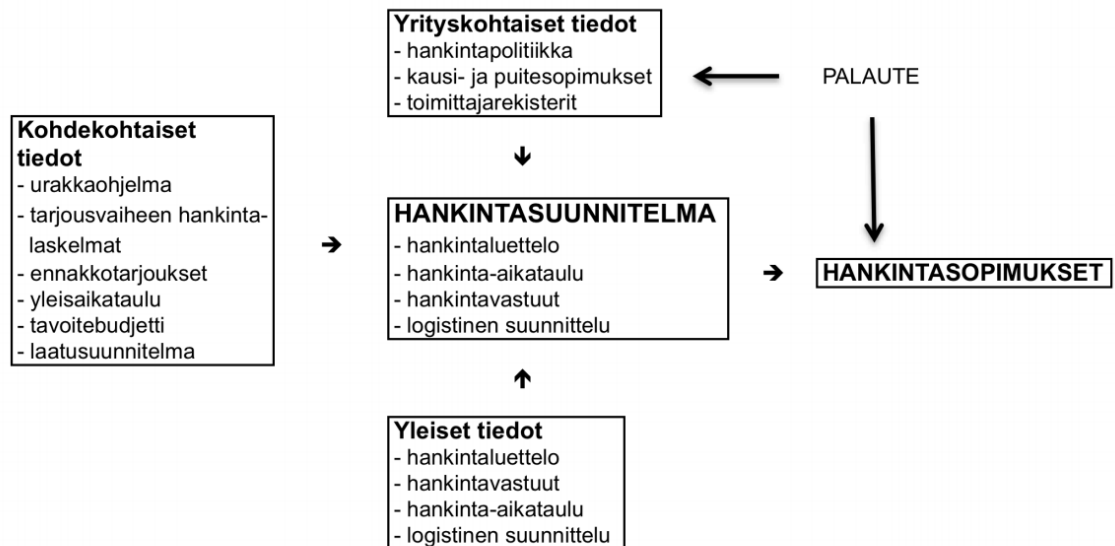 Yrityskohtaiset tiedot
- hankintapolitiikka
- kausi- ja puitesopimukset
- toimittajarekisterit
PALAUTE
Kohdekohtaiset
tiedot
- urakkaohjelma
- tarjousvaiheen hankinta-
laskelmat
- ennakkotarjoukset
- yleisaikataulu
- tavoitebudjetti
- laatusuunnitelma
HANKINTASUUNNITELMA
- hankintaluettelo
- hankinta-aikataulu
- hankintavastuut
- logistinen suunnittelu
HANKINTASOPIMUKSET
Yleiset tiedot
- hankintaluettelo
- hankintavastuut
- hankinta-aikataulu
- logistinen suunnittelu